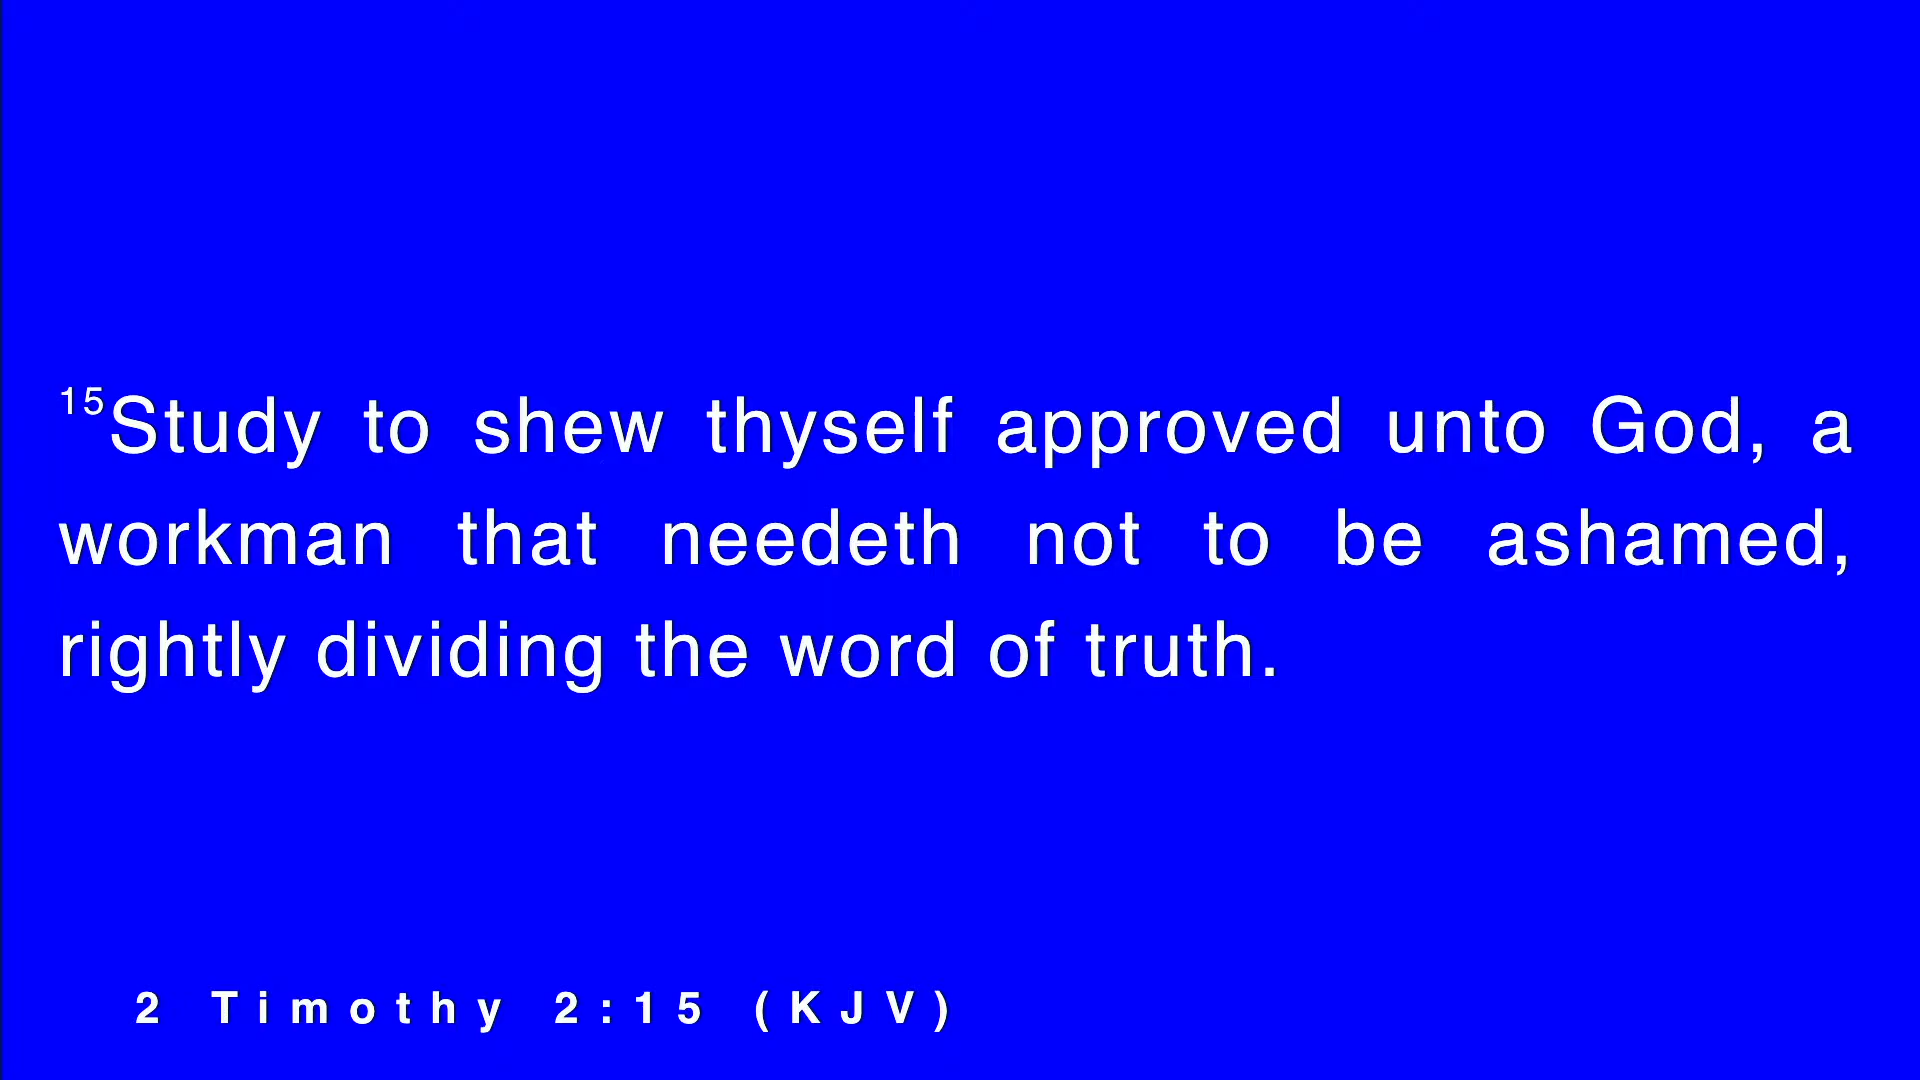 15Study to shew thyself approved unto God, a
workman that needeth not to be ashamed,
rightly dividing the word of truth.
2 Timothy 2:15 (KJV)